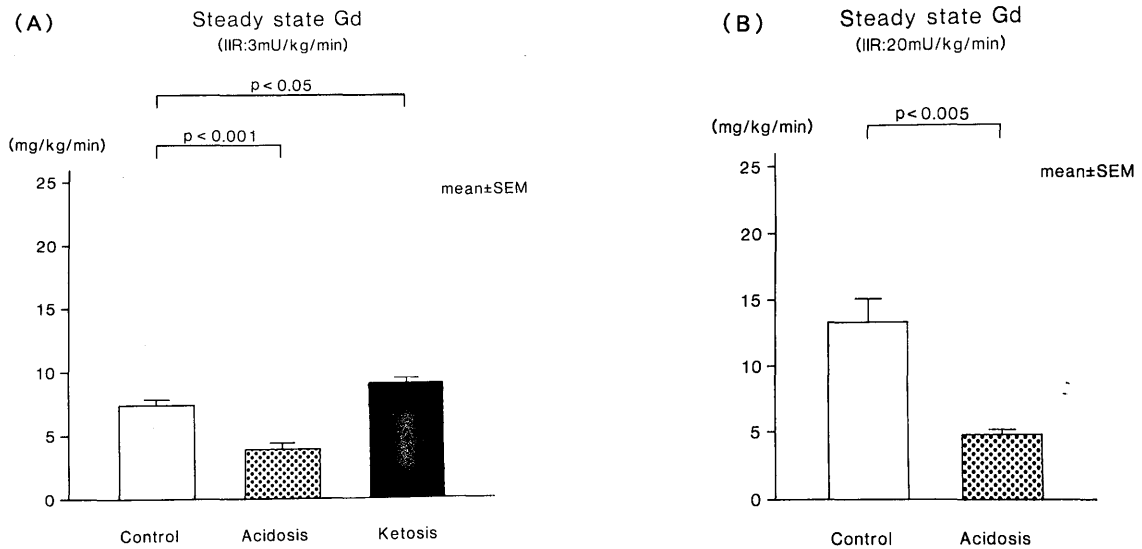 (A)
Steady state Gd
(IIR:3mU/kg/min)
p<0.05
p<0.001
(mg/kg/min)
mean±SEM
25
20
15
10
5
0
Control Acidosis Ketosis
(B)
Steady state Gd
(IIR:20mU/kg/min)
p<0.005
(mg/kg/min)
mean±SEM
25
20
15
10
5
0
Control Acidosis